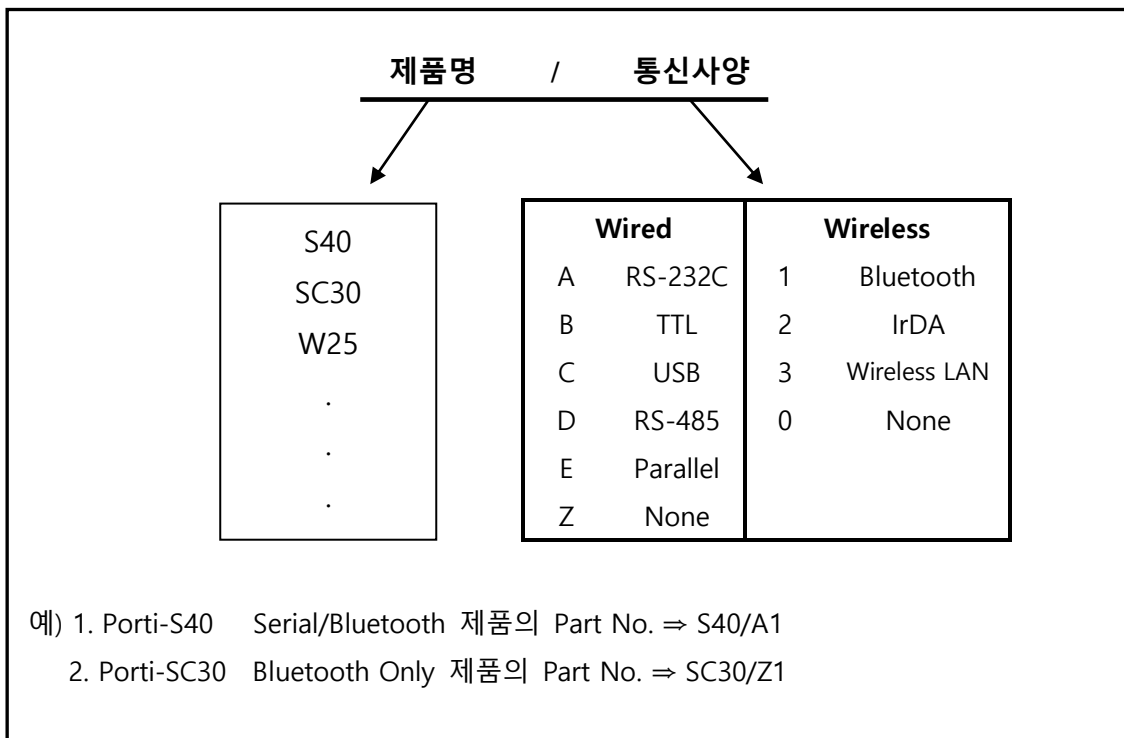 제품명 / 통신사양
S40
SC30
W25
.
.
.
Wired Wireless
A RS-232C 1 Bluetooth
B TTL 2 IrDA
C USB 3 Wireless LAN
D RS-485 0 None
E Parallel
Z None
예) 1. Porti-S40 Serial/Bluetooth 제품의 Part No. ⇒ S40/A1
2. Porti-SC30 Bluetooth Only 제품의 Part No. ⇒ SC30/Z1